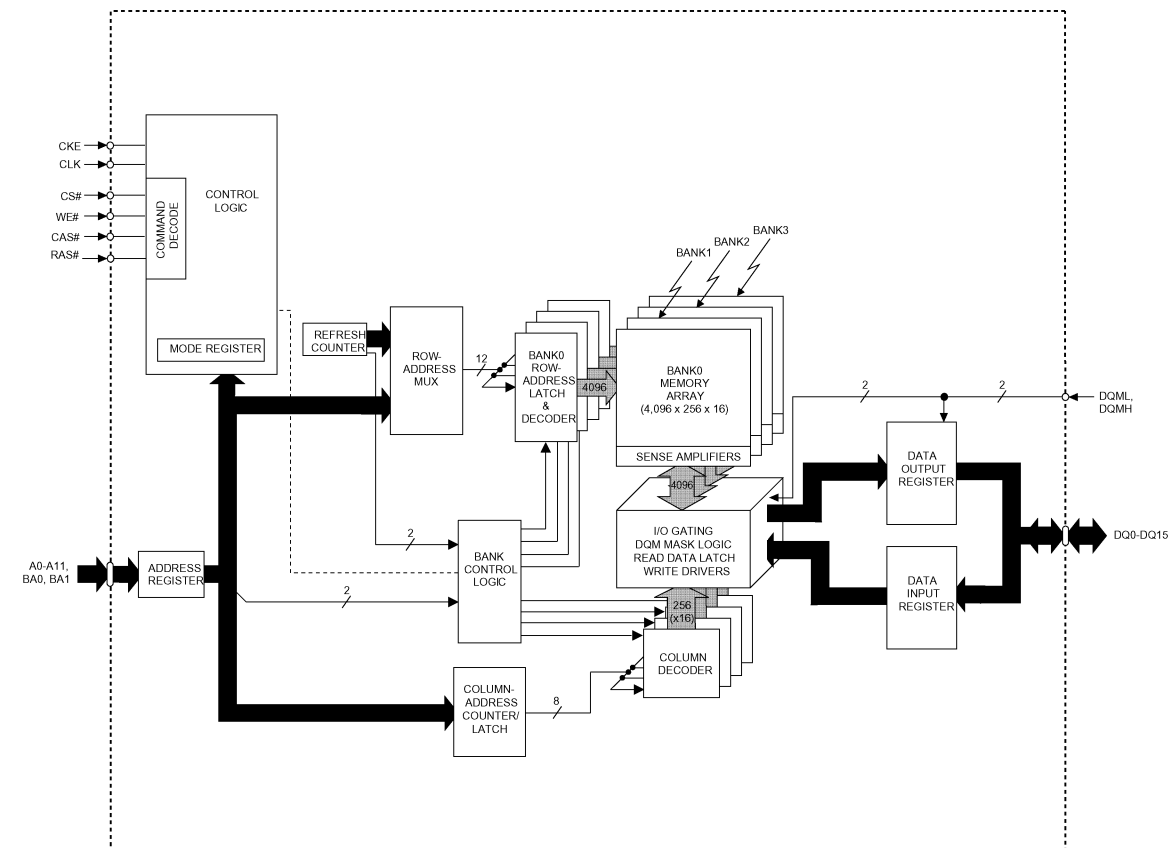 CKE
CLK
CS#
WE#
CAS#
RAS#
COMMAND
DECODE
CONTROL
LOGIC
MODE REGISTER
BANK1
BANK2
BANK3
REFRESH
COUNTER
ROW-
ADDRESS
MUX
12
BANK0
ROW-
ADDRESS
LATCH
&
DECODER
4096
BANK0
MEMORY
ARRAY
(4,096 x 256 x 16)
SENSE AMPLIFIERS
4096
2
2
DQML,
DQMH
DATA
OUTPUT
REGISTER
I/O GATING
DQM MASK LOGIC
READ DATA LATCH
WRITE DRIVERS
DQ0-DQ15
DATA
INPUT
REGISTER
2
BANK
CONTROL
LOGIC
A0-A11,
BA0, BA1
ADDRESS
REGISTER
2
256
(x16)
COLUMN
DECODER
COLUMN-
ADDRESS
COUNTER/
LATCH
8